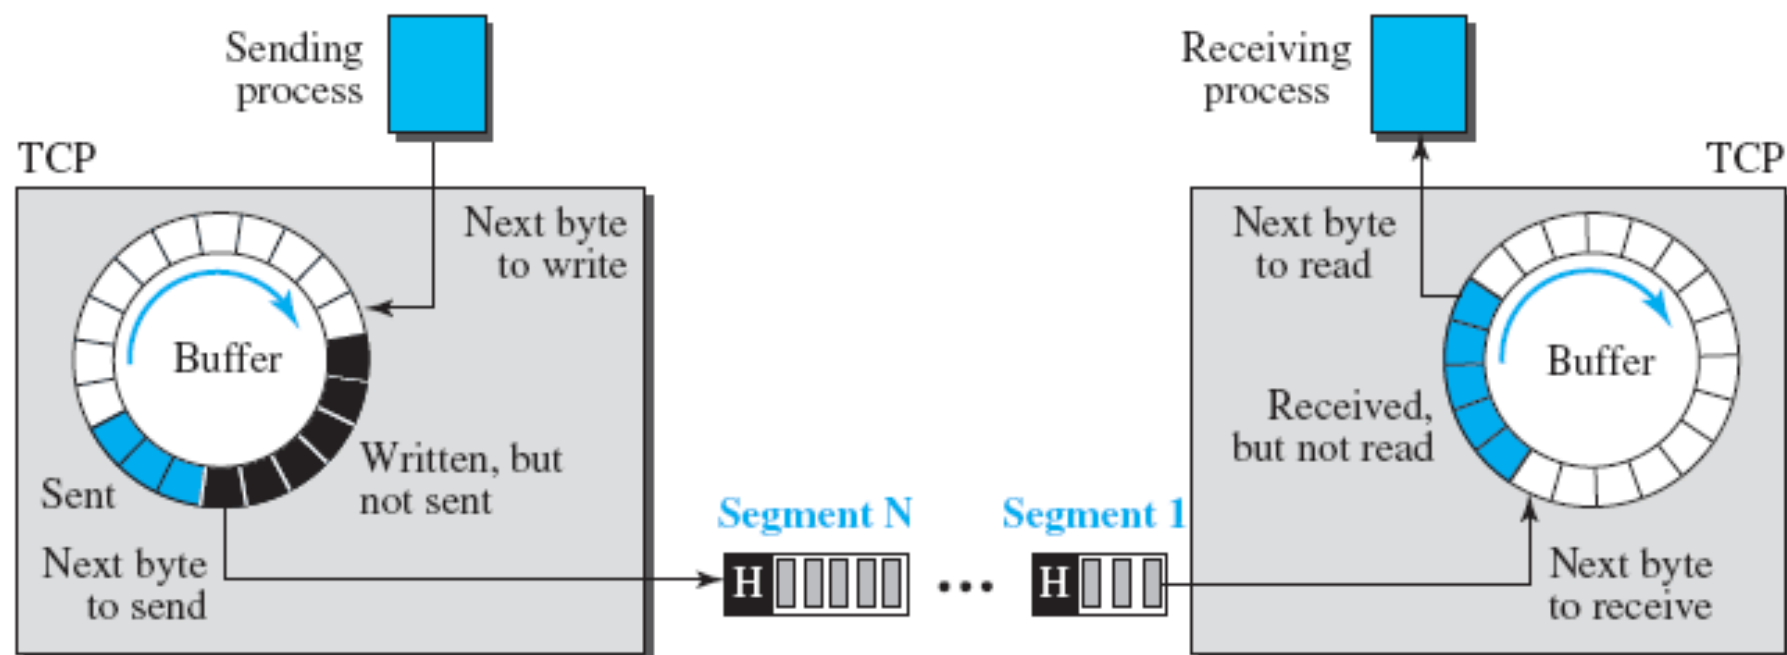 Sending
process
Receiving
process
TCP
TCP
Next byte
to write
Buffer
Written, but
not sent
Sent
Next byte
to send
Segment N
Segment 1
H
...
H
Next byte
to read
Buffer
Received,
but not read
Next byte
to receive